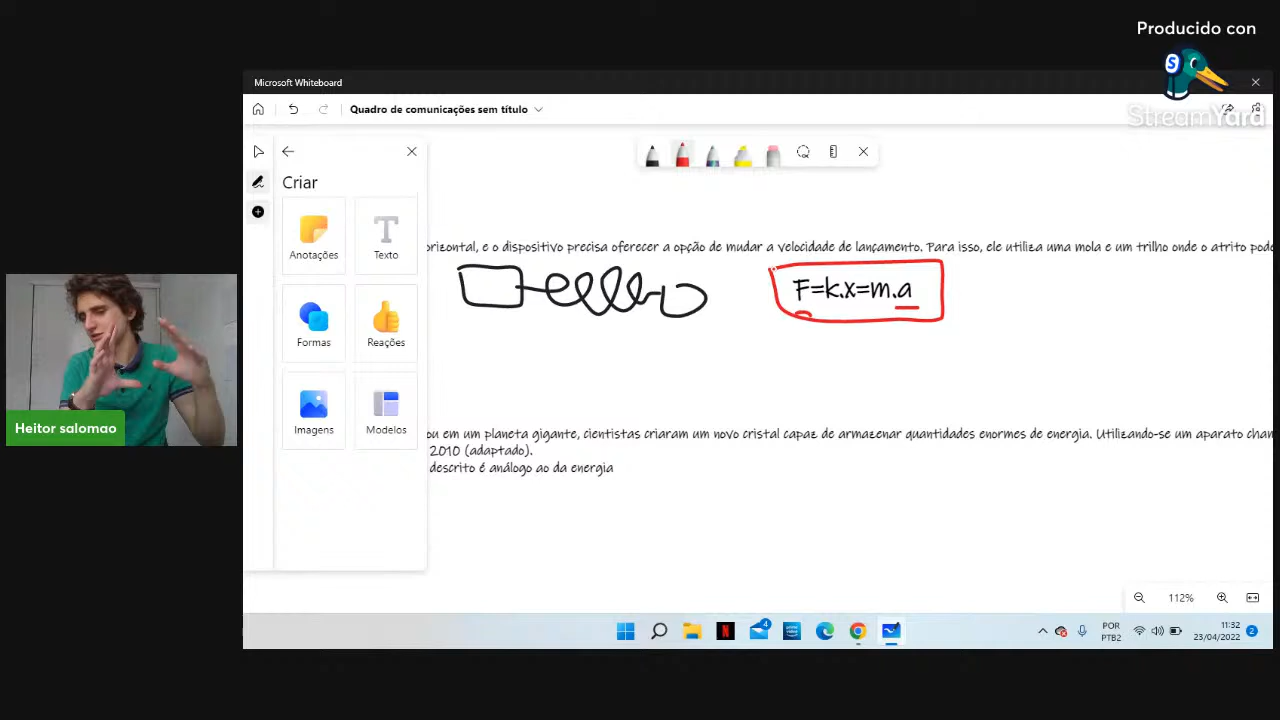 Producido con
StreamYard
Microsoft Whiteboard
Quadro de comunicações sem título
Criar
Anotações
Texto
Formas
Reações
Imagens
Modelos
orizontal, e o dispositivo precisa oferecer a opção de mudar a velocidade de lançamento. Para isso, ele utiliza uma mola e um trilho onde o atrito pode
F=k.x=m.a
ou em um planeta gigante, cientistas criaram um novo cristal capaz de armazenar quantidades enormes de energia. Utilizando-se um aparato cham
2010 (adaptado).
descrito é análogo ao da energia
Heitor salomao
112%
POR
PTB2
11:32
23/04/2022
4
2